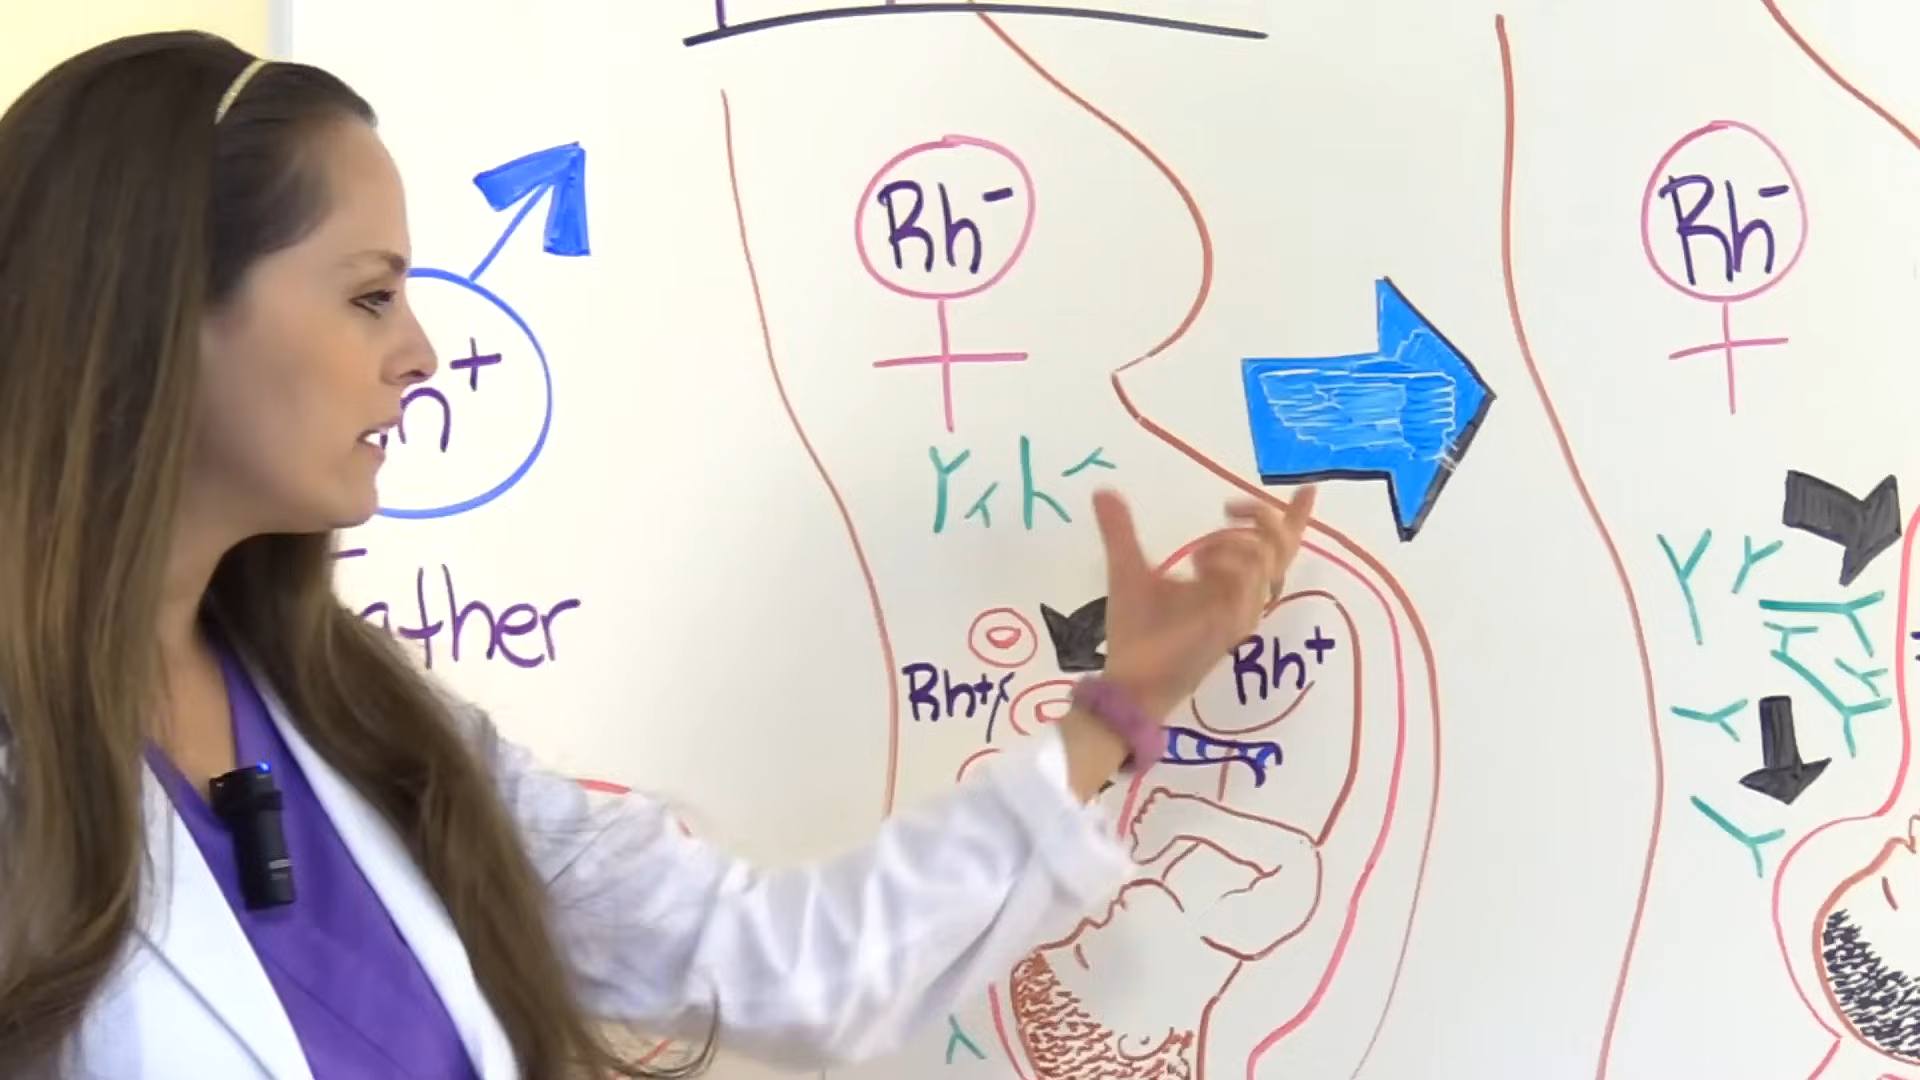 Rh-
Rh-
n+
ather
Rh+
Rh+